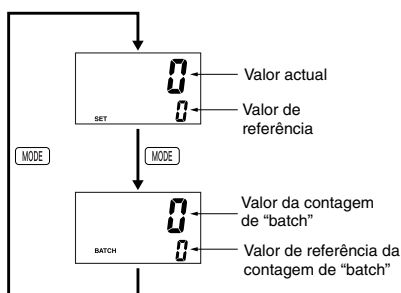 0
Valor actual
SET
0
Valor de
referência
MODE
MODE
0
Valor da contagem
de “batch”
BATCH
0
Valor de referência da
contagem de “batch”